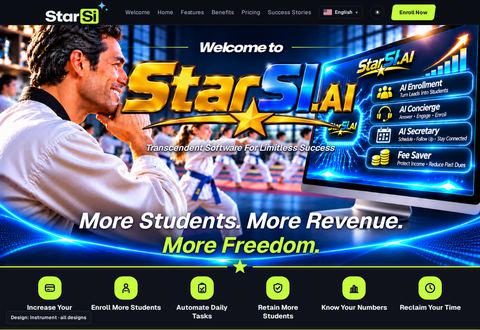 StarSi
Welcome Home Features Benefits Pricing Success Stories English Enroll Now
Welcome to
StarSI.AI
Transcendent Software For Limitless Success
StarSI.AI
AI Enrollment
Turn Leads Into Students
AI Concierge
Answer • Engage • Enroll
AI Secretary
Schedule • Follow Up • Stay Connected
Fee Saver
Protect Income • Reduce Past Dues
StarSI.AI
More Students. More Revenue.
More Freedom.
Increase Your
Enroll More Students
Automate Daily
Tasks
Retain More
Students
Know Your Numbers
Reclaim Your Time
Design: Instrument · all designs